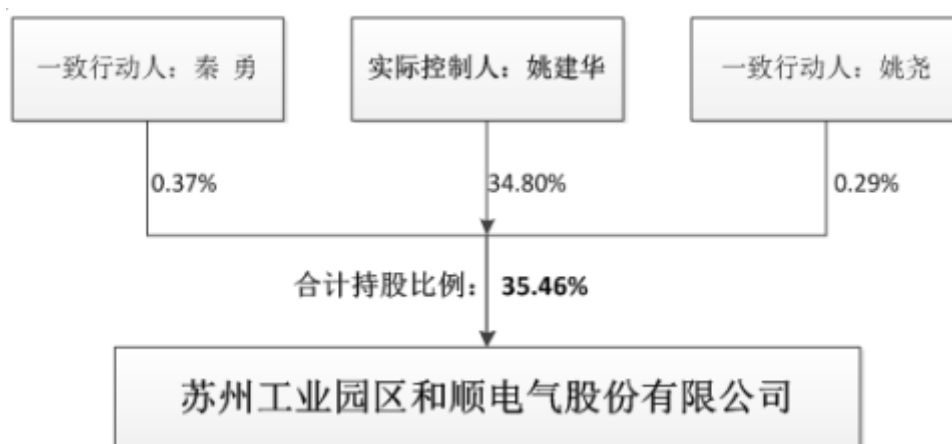 一致行动人：秦 勇
实际控制人：姚建华
一致行动人：姚尧
0.37%
34.80%
0.29%
合计持股比例： 35.46%
苏州工业园区和顺电气股份有限公司